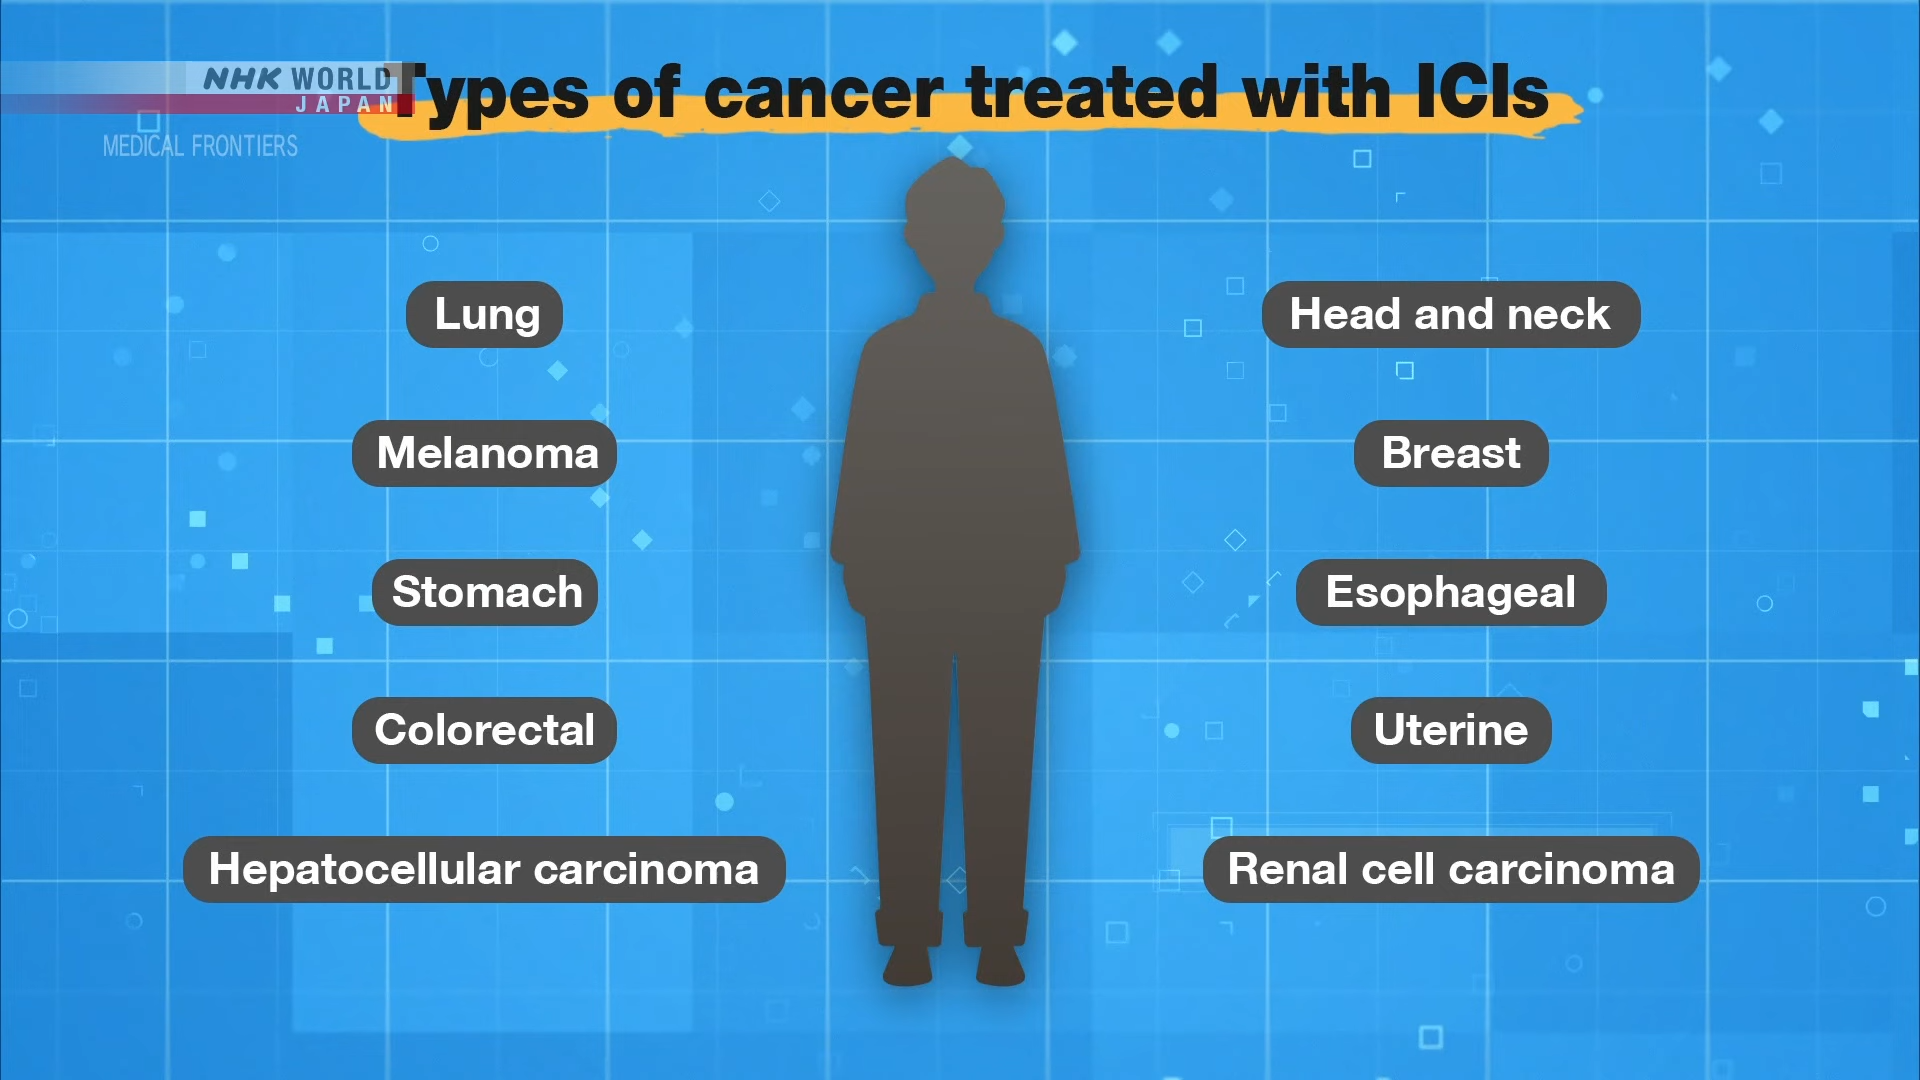 NHK WORLD
JAPAN
MEDICAL FRONTIERS
Types of cancer treated with ICIs
Lung
Head and neck
Melanoma
Breast
Stomach
Esophageal
Colorectal
Uterine
Hepatocellular carcinoma
Renal cell carcinoma